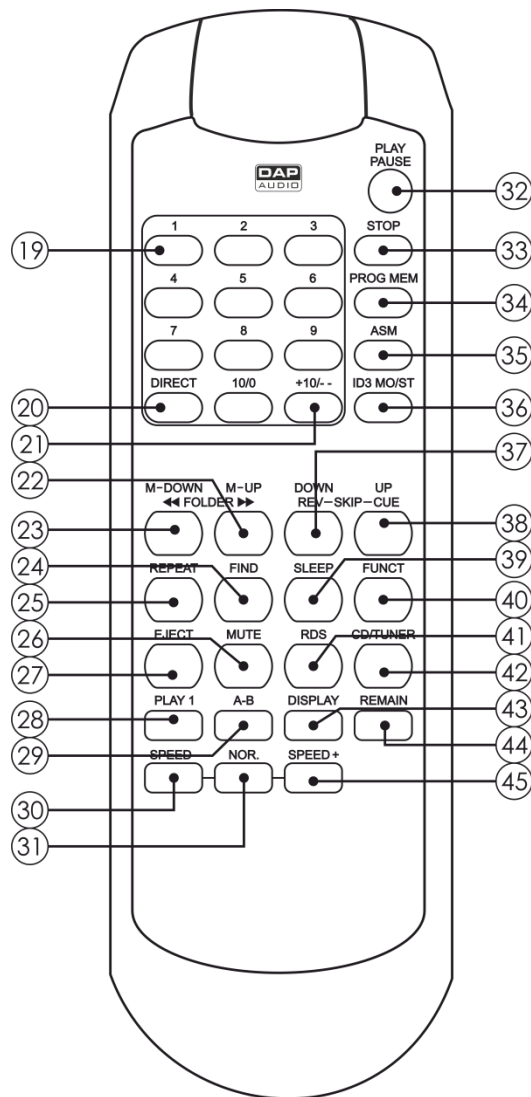 PLAY
PAUSE
DAP
AUDIO
32
1 2 3 STOP
19 33
4 5 6 PROG MEM
34
7 8 9 ASM
35
DIRECT 10/0 +10/- - ID3 MO/ST
20 36
21 37
22
M-DOWN M-UP DOWN UP
◀◀ FOLDER ▶▶ REV-SKIP-CUE
23 38
24 39
REPEAT FIND SLEEP FUNCT
25 40
26 41
EJECT MUTE RDS CD/TUNER
27 42
43
PLAY 1 A-B DISPLAY REMAIN
28
29 44
SPEED- NOR. SPEED+
30 45
31